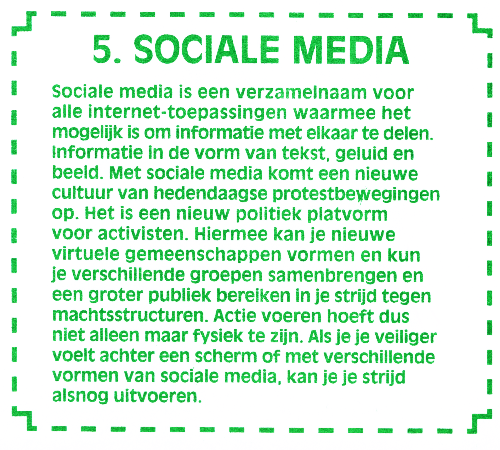 5. SOCIALE MEDIA
Sociale media is een verzamelnaam voor
alle internet-toepassingen waarmee het
mogelijk is om informatie met elkaar te delen.
Informatie in de vorm van tekst, geluid en
beeld. Met sociale media komt een nieuwe
cultuur van hedendaagse protestbewegingen
op. Het is een nieuw politiek platvorm
voor activisten. Hiermee kan je nieuwe
virtuele gemeenschappen vormen en kun
je verschillende groepen samenbrengen en
een groter publiek bereiken in je strijd tegen
machtsstructuren. Actie voeren hoeft dus
niet alleen maar fysiek te zijn. Als je je veiliger
voelt achter een scherm of met verschillende
vormen van sociale media, kan je je strijd
alsnog uitvoeren.